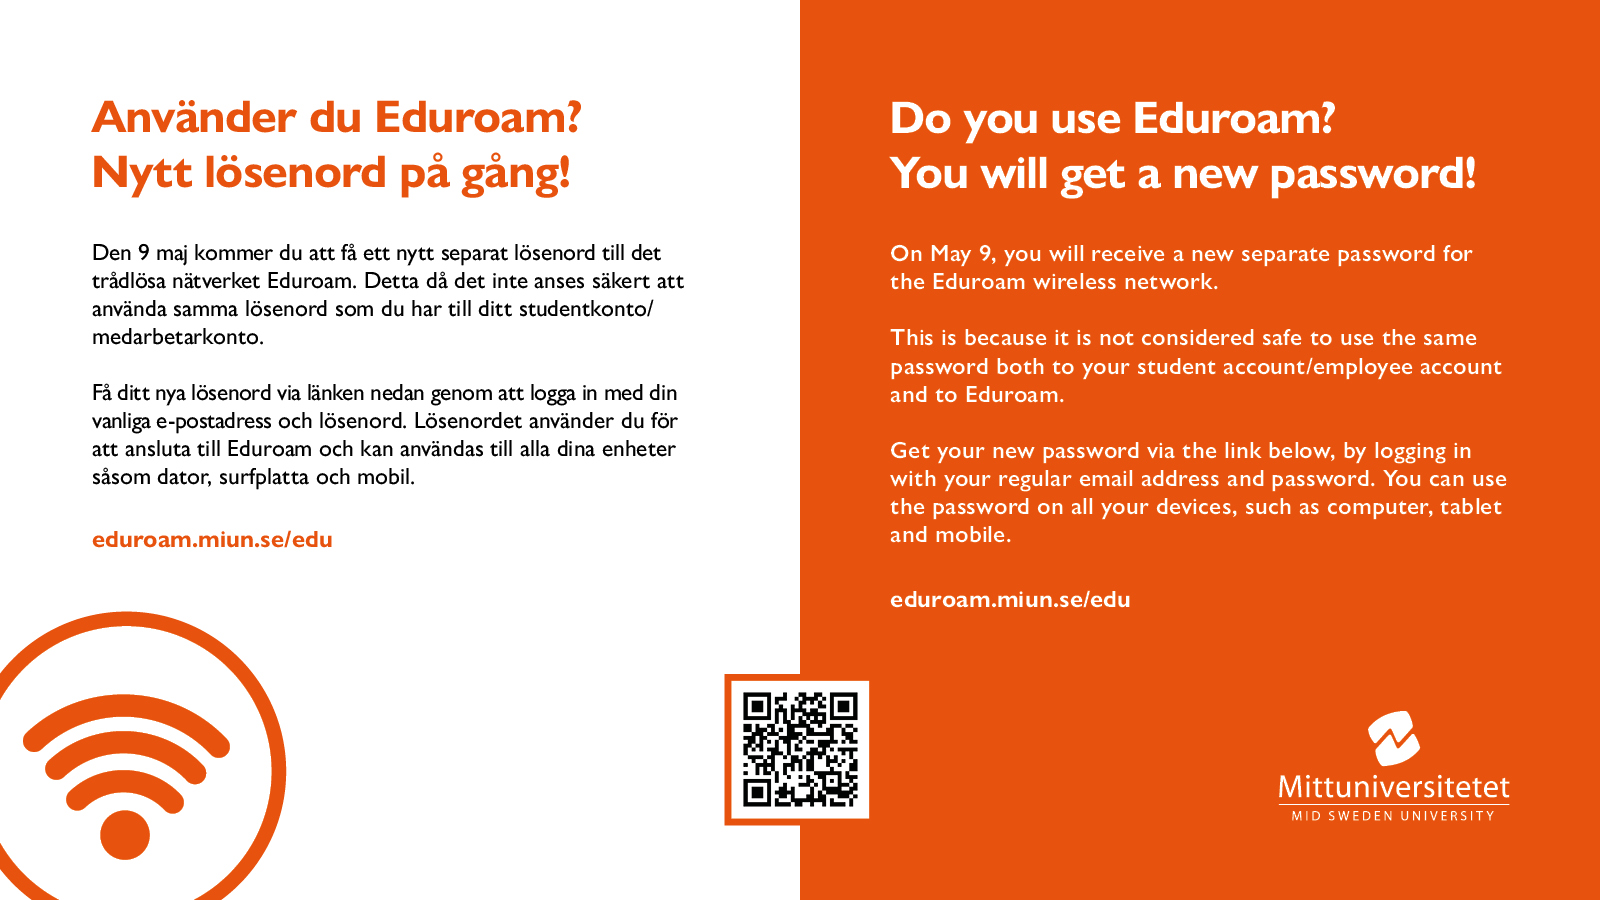 Använder du Eduroam?
Nytt lösenord på gång!
Den 9 maj kommer du att få ett nytt separat lösenord till det
trådlösa nätverket Eduroam. Detta då det inte anses säkert att
använda samma lösenord som du har till ditt studentkonto/
medarbetarkonto.
Få ditt nya lösenord via länken nedan genom att logga in med din
vanliga e-postadress och lösenord. Lösenordet använder du för
att ansluta till Eduroam och kan användas till alla dina enheter
såsom dator, surfplatta och mobil.
eduroam.miun.se/edu
Do you use Eduroam?
You will get a new password!
On May 9, you will receive a new separate password for
the Eduroam wireless network.
This is because it is not considered safe to use the same
password both to your student account/employee account
and to Eduroam.
Get your new password via the link below, by logging in
with your regular email address and password. You can use
the password on all your devices, such as computer, tablet
and mobile.
eduroam.miun.se/edu
Mittuniversitetet
MID SWEDEN UNIVERSITY